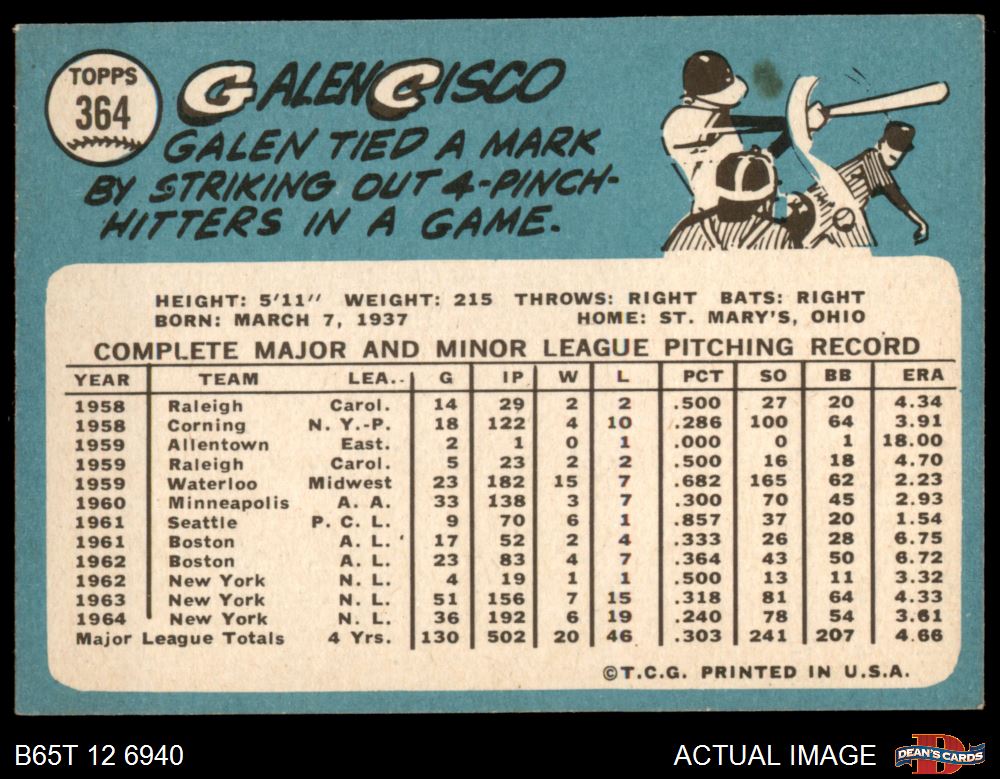 TOPPS
364
GALEN CISCO
GALEN TIED A MARK
BY STRIKING OUT 4-PINCH-
HITTERS IN A GAME.
HEIGHT: 5'11" WEIGHT: 215 THROWS: RIGHT BATS: RIGHT
BORN: MARCH 7, 1937 HOME: ST. MARY'S, OHIO
COMPLETE MAJOR AND MINOR LEAGUE PITCHING RECORD
YEAR TEAM LEA. G IP W L PCT SO BB ERA
1958 Raleigh Carol. 14 29 2 2 .500 27 20 4.34
1958 Corning N. Y.-P. 18 122 4 10 .286 100 64 3.91
1959 Allentown East. 2 1 0 1 .000 0 1 18.00
1959 Raleigh Carol. 5 23 2 2 .500 16 18 4.70
1959 Waterloo Midwest 23 182 15 7 .682 165 62 2.23
1960 Minneapolis A. A. 33 138 3 7 .300 70 45 2.93
1961 Seattle P. C. L. 9 70 6 1 .857 37 20 1.54
1961 Boston A. L. 17 52 2 4 .333 26 28 6.75
1962 Boston A. L. 23 83 4 7 .364 43 50 6.72
1962 New York N. L. 4 19 1 1 .500 13 11 3.32
1963 New York N. L. 51 156 7 15 .318 81 64 4.33
1964 New York N. L. 36 192 6 19 .240 78 54 3.61
Major League Totals 4 Yrs. 130 502 20 46 .303 241 207 4.66
©T.C.G. PRINTED IN U.S.A.
B65T 12 6940
ACTUAL IMAGE
D
DEAN'S CARDS